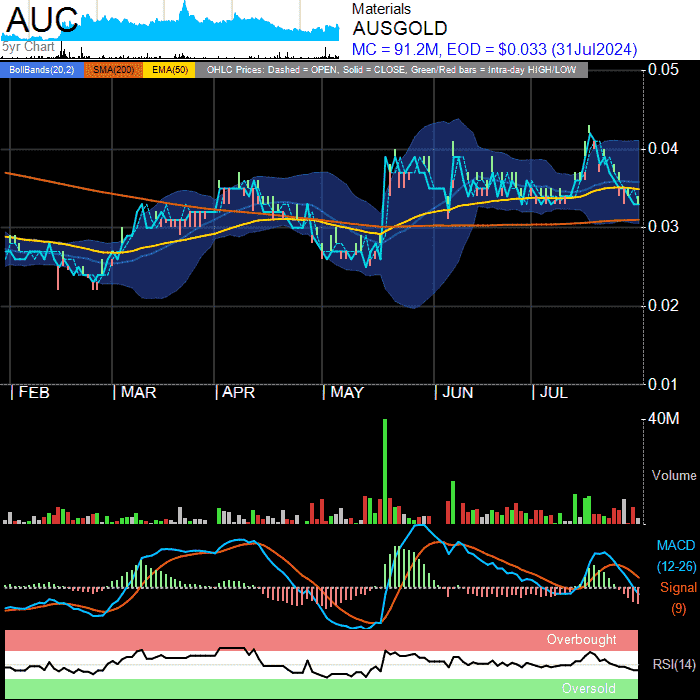 AUC
5yr Chart
Materials
AUSGOLD
MC = 91.2M, EOD = $0.033 (31Jul2024)
BollBands(20,2) SMA(200) EMA(50) OHLC Prices: Dashed = OPEN, Solid = CLOSE, Green/Red bars = Intra-day HIGH/LOW
0.05
0.04
0.03
0.02
0.01
FEB MAR APR MAY JUN JUL
40M
Volume
MACD
(12-26)
Signal
(9)
Overbought
RSI(14)
Oversold